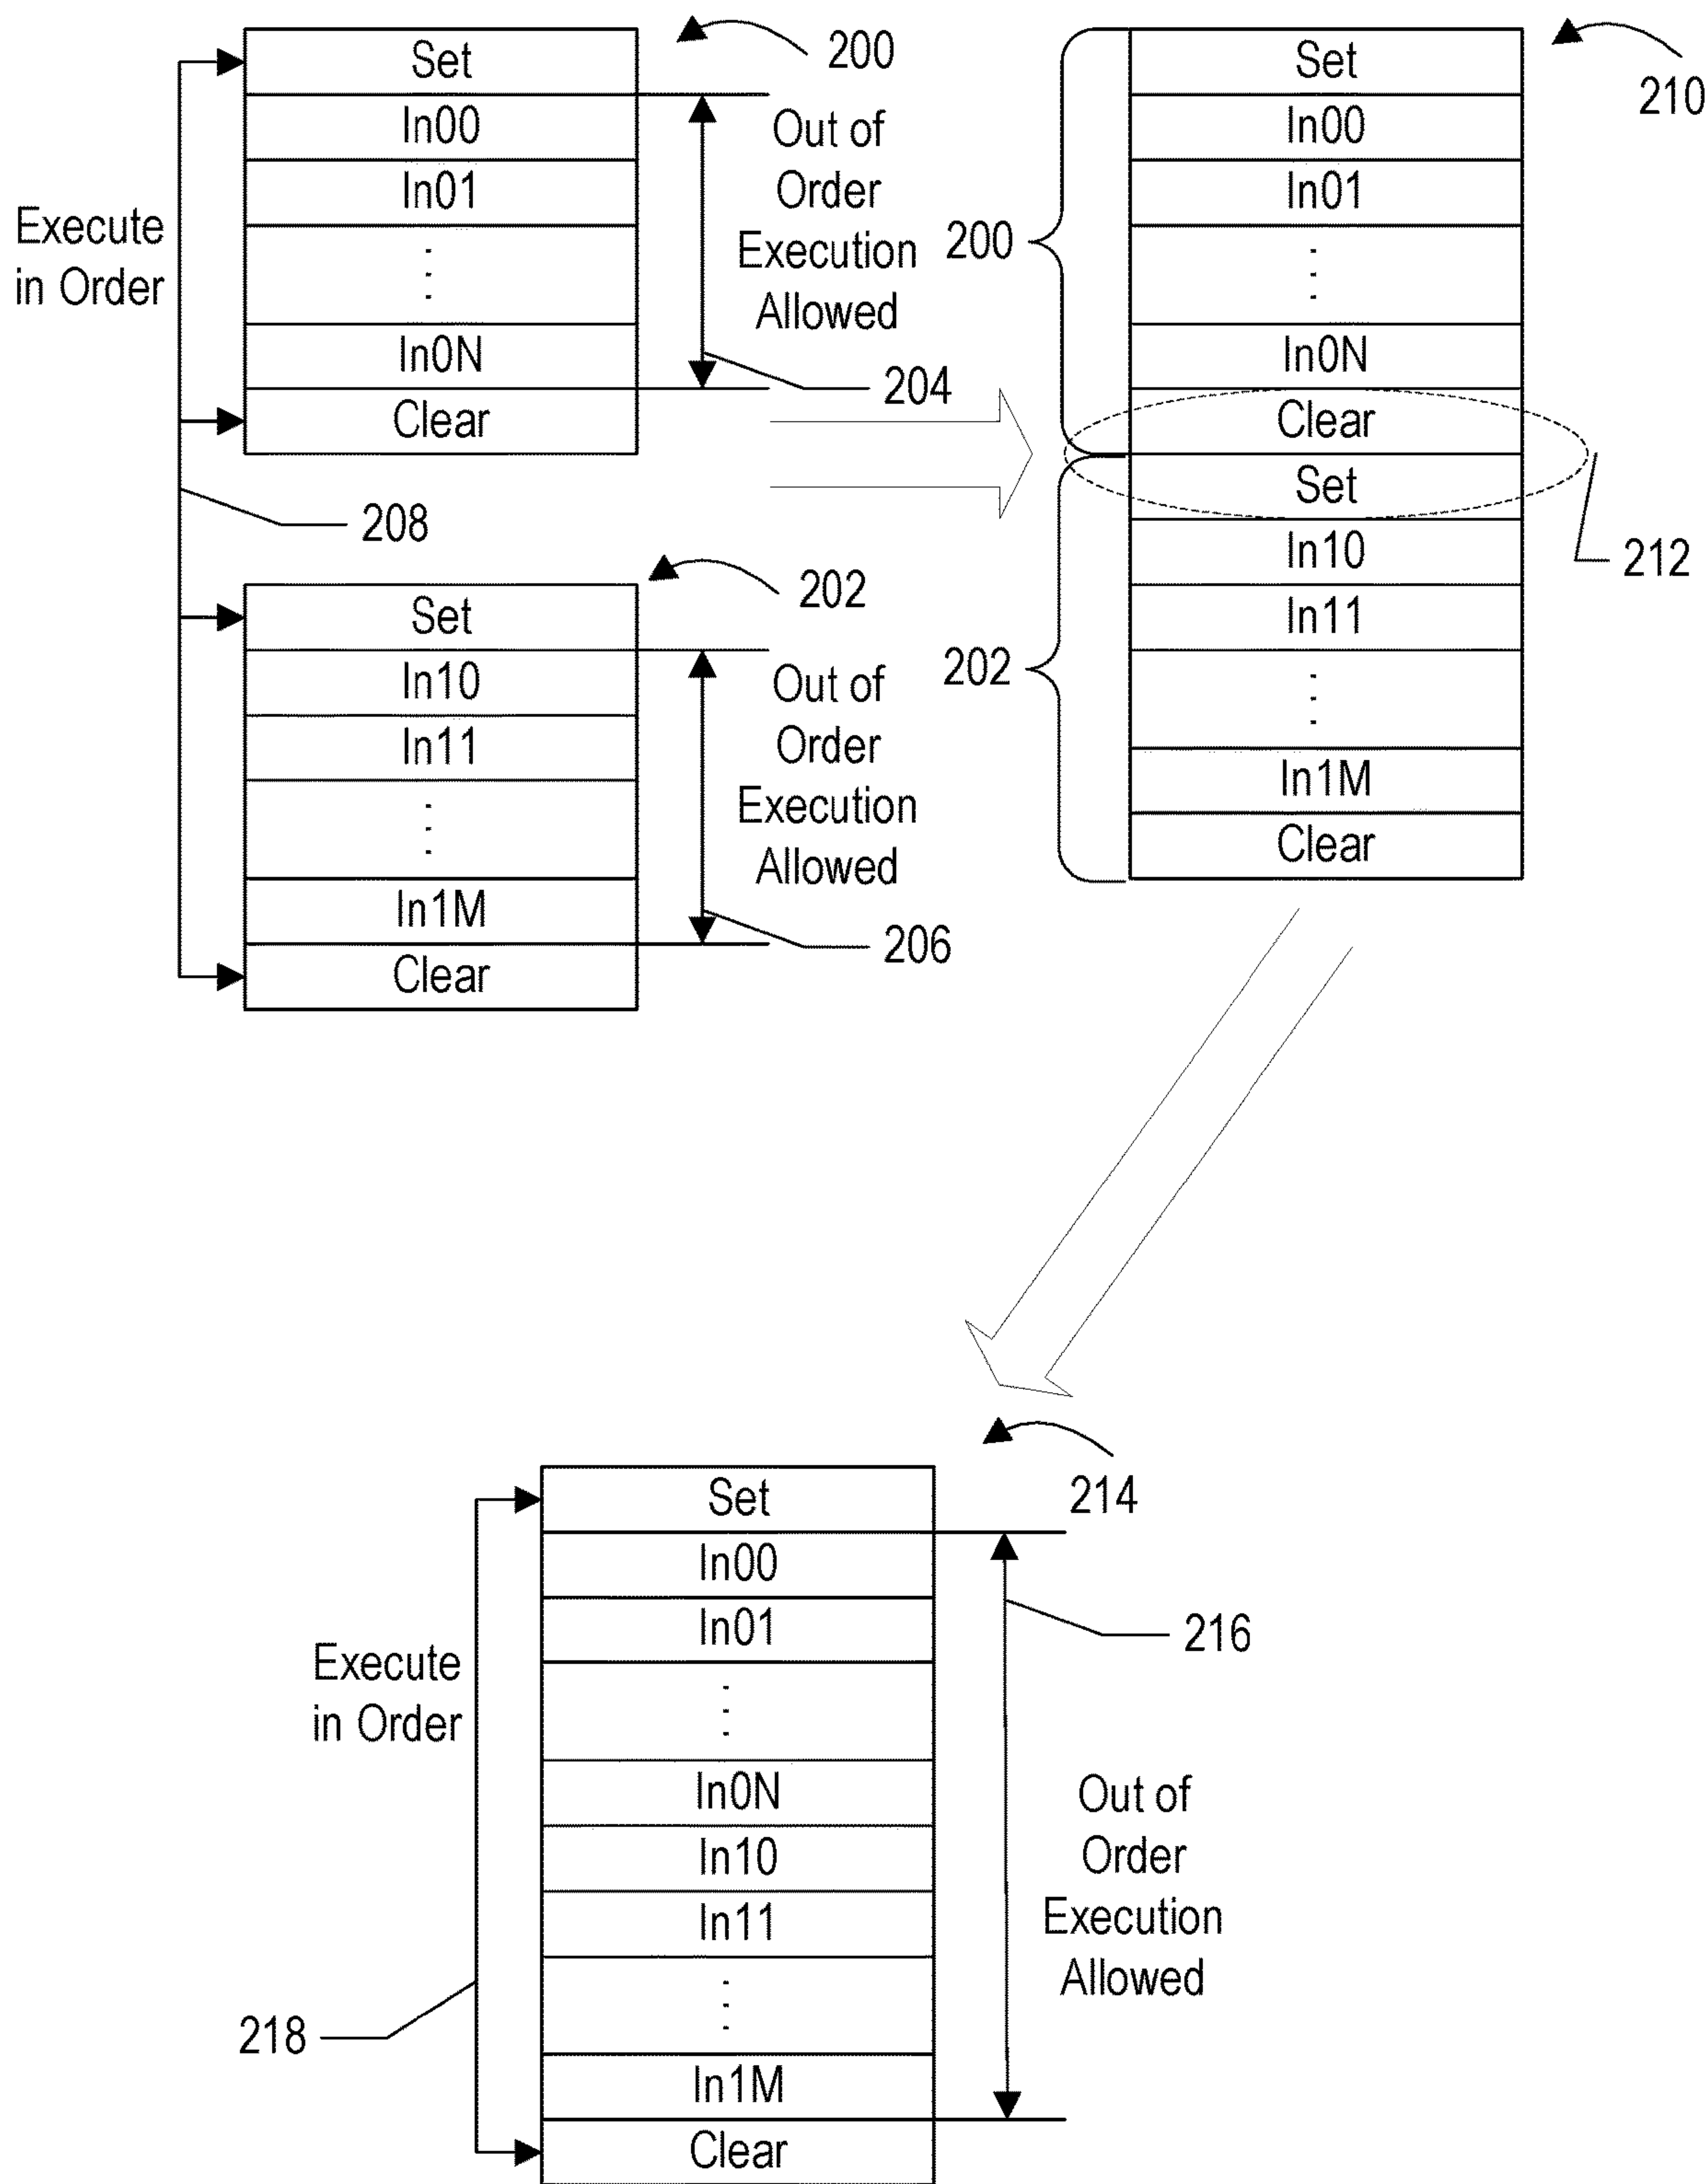 Set
In00
In01
⋮
In0N
Clear
200
Out of
Order
Execution
Allowed
204
Execute
in Order
208
Set
In10
In11
⋮
In1M
Clear
202
Out of
Order
Execution
Allowed
206
210
200
202
Set
In00
In01
⋮
In0N
Clear
Set
In10
In11
⋮
In1M
Clear
212
214
Set
In00
In01
⋮
In0N
In10
In11
⋮
In1M
Clear
Execute
in Order
218
216
Out of
Order
Execution
Allowed